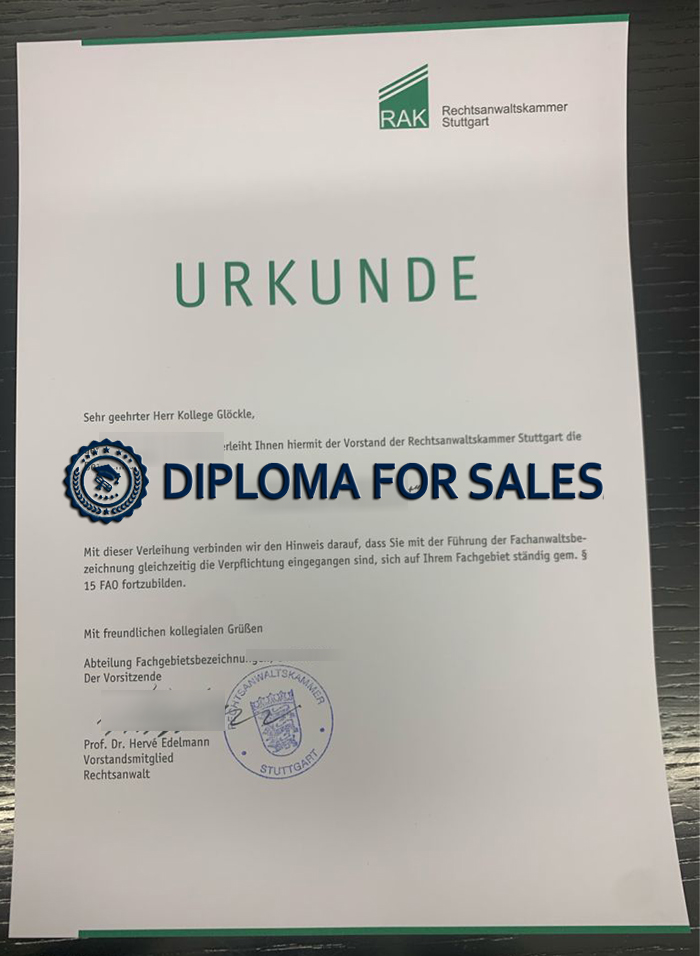 RAK
Rechtsanwaltskammer
Stuttgart
URKUNDE
Sehr geehrter Herr Kollege Glöckle,
erleiht Ihnen hiermit der Vorstand der Rechtsanwaltskammer Stuttgart die
DIPLOMA FOR SALES
Mit dieser Verleihung verbinden wir den Hinweis darauf, dass Sie mit der Führung der Fachanwaltsbe-
zeichnung gleichzeitig die Verpflichtung eingegangen sind, sich auf Ihrem Fachgebiet ständig gem. §
15 FAO fortzubilden.
Mit freundlichen kollegialen Grüßen
Abteilung Fachgebietsbezeichnu
Der Vorsitzende
RECHTSANWALTSKAMMER
STUTTGART
Prof. Dr. Hervé Edelmann
Vorstandsmitglied
Rechtsanwalt